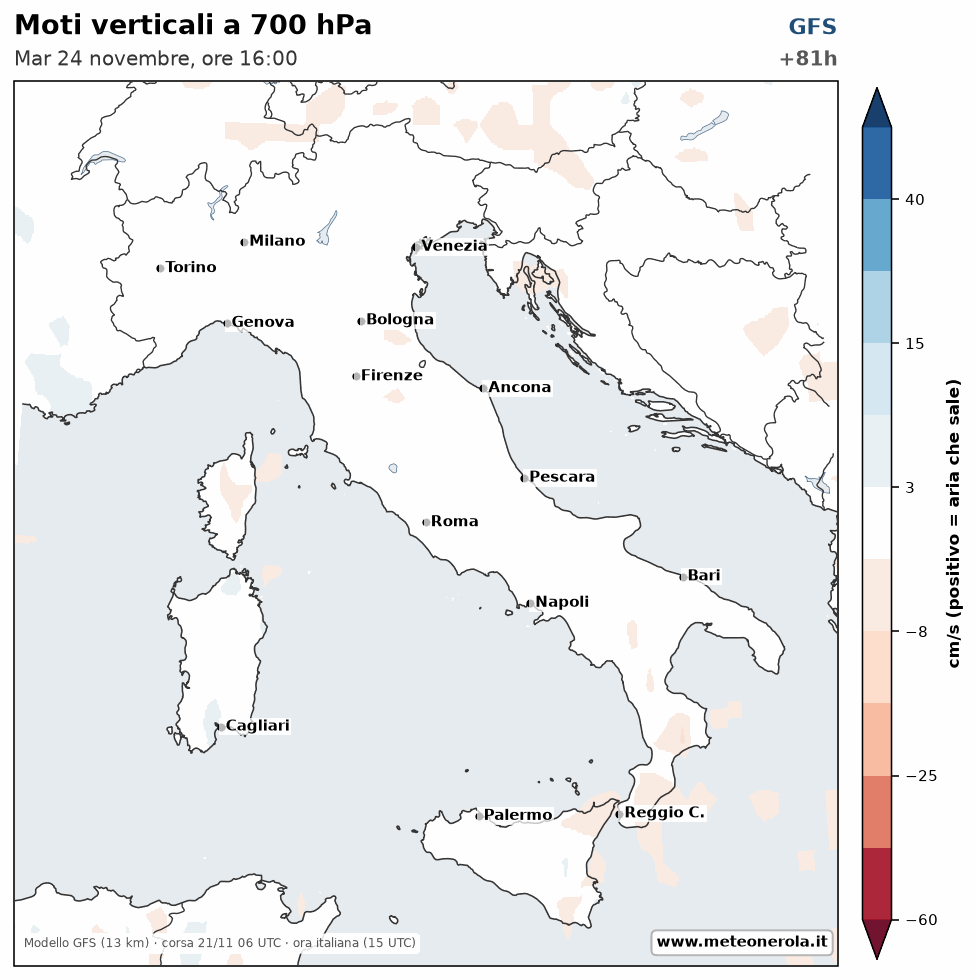 Moti verticali a 700 hPa
GFS
Mar 24 novembre, ore 16:00
+81h
Milano
Venezia
Torino
Genova
Bologna
Firenze
Ancona
Pescara
Roma
Bari
Napoli
Cagliari
Palermo
Reggio C.
40
15
3
−8
−25
−60
cm/s (positivo = aria che sale)
Modello GFS (13 km) · corsa 21/11 06 UTC · ora italiana (15 UTC)
www.meteonerola.it